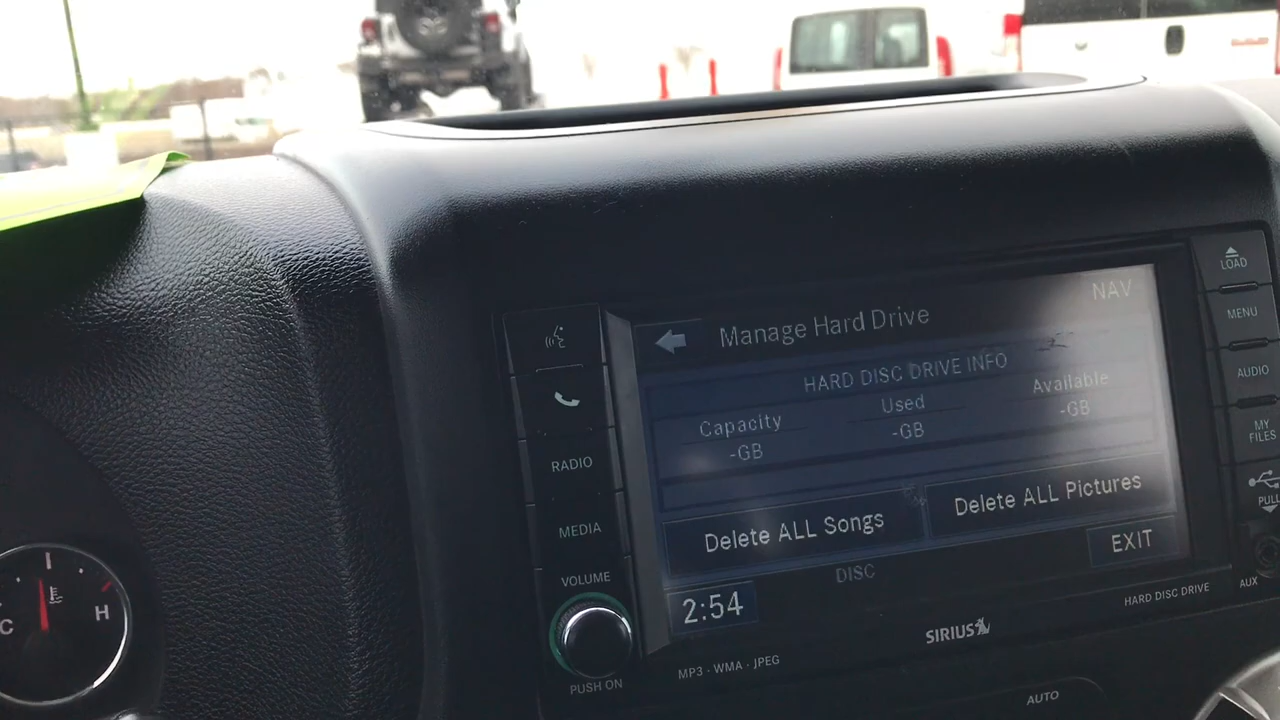 LOAD
NAV
MENU
Manage Hard Drive
HARD DISC DRIVE INFO
AUDIO
Capacity
Used
Available
-GB
-GB
-GB
MY
FILES
RADIO
PULL
Delete ALL Songs
Delete ALL Pictures
MEDIA
EXIT
VOLUME
DISC
AUX
2:54
HARD DISC DRIVE
C
H
SIRIUS
MP3 · WMA · JPEG
PUSH ON
AUTO